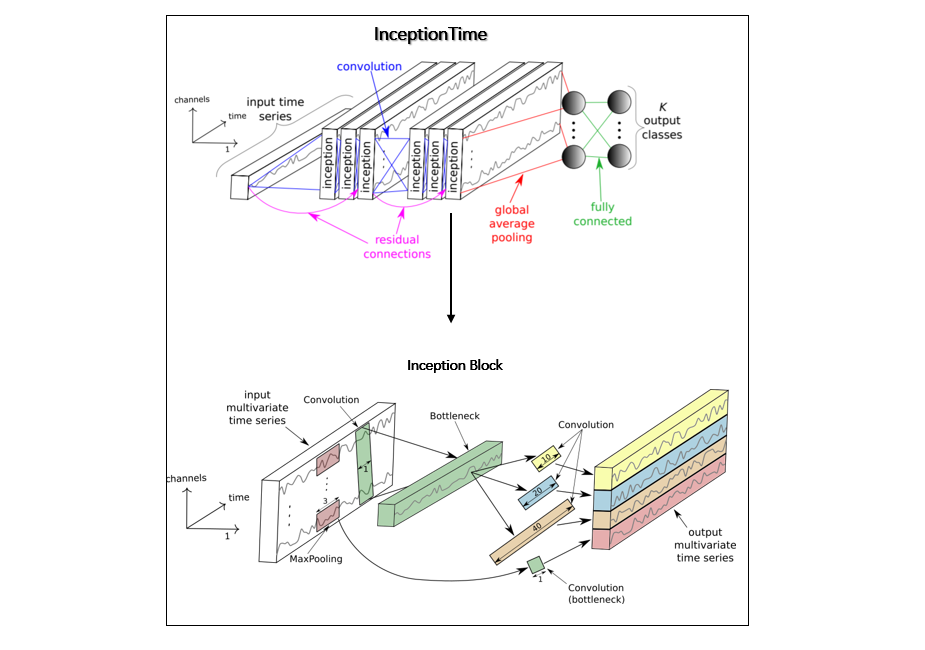 InceptionTime
convolution
channels
time
1
input time
series
inception
inception
inception
inception
inception
inception
K
output
classes
global
average
pooling
fully
connected
residual
connections
Inception Block
input
multivariate
time series
Convolution
Bottleneck
Convolution
channels
time
1
1
3
MaxPooling
10
20
40
1
Convolution
(bottleneck)
output
multivariate
time series